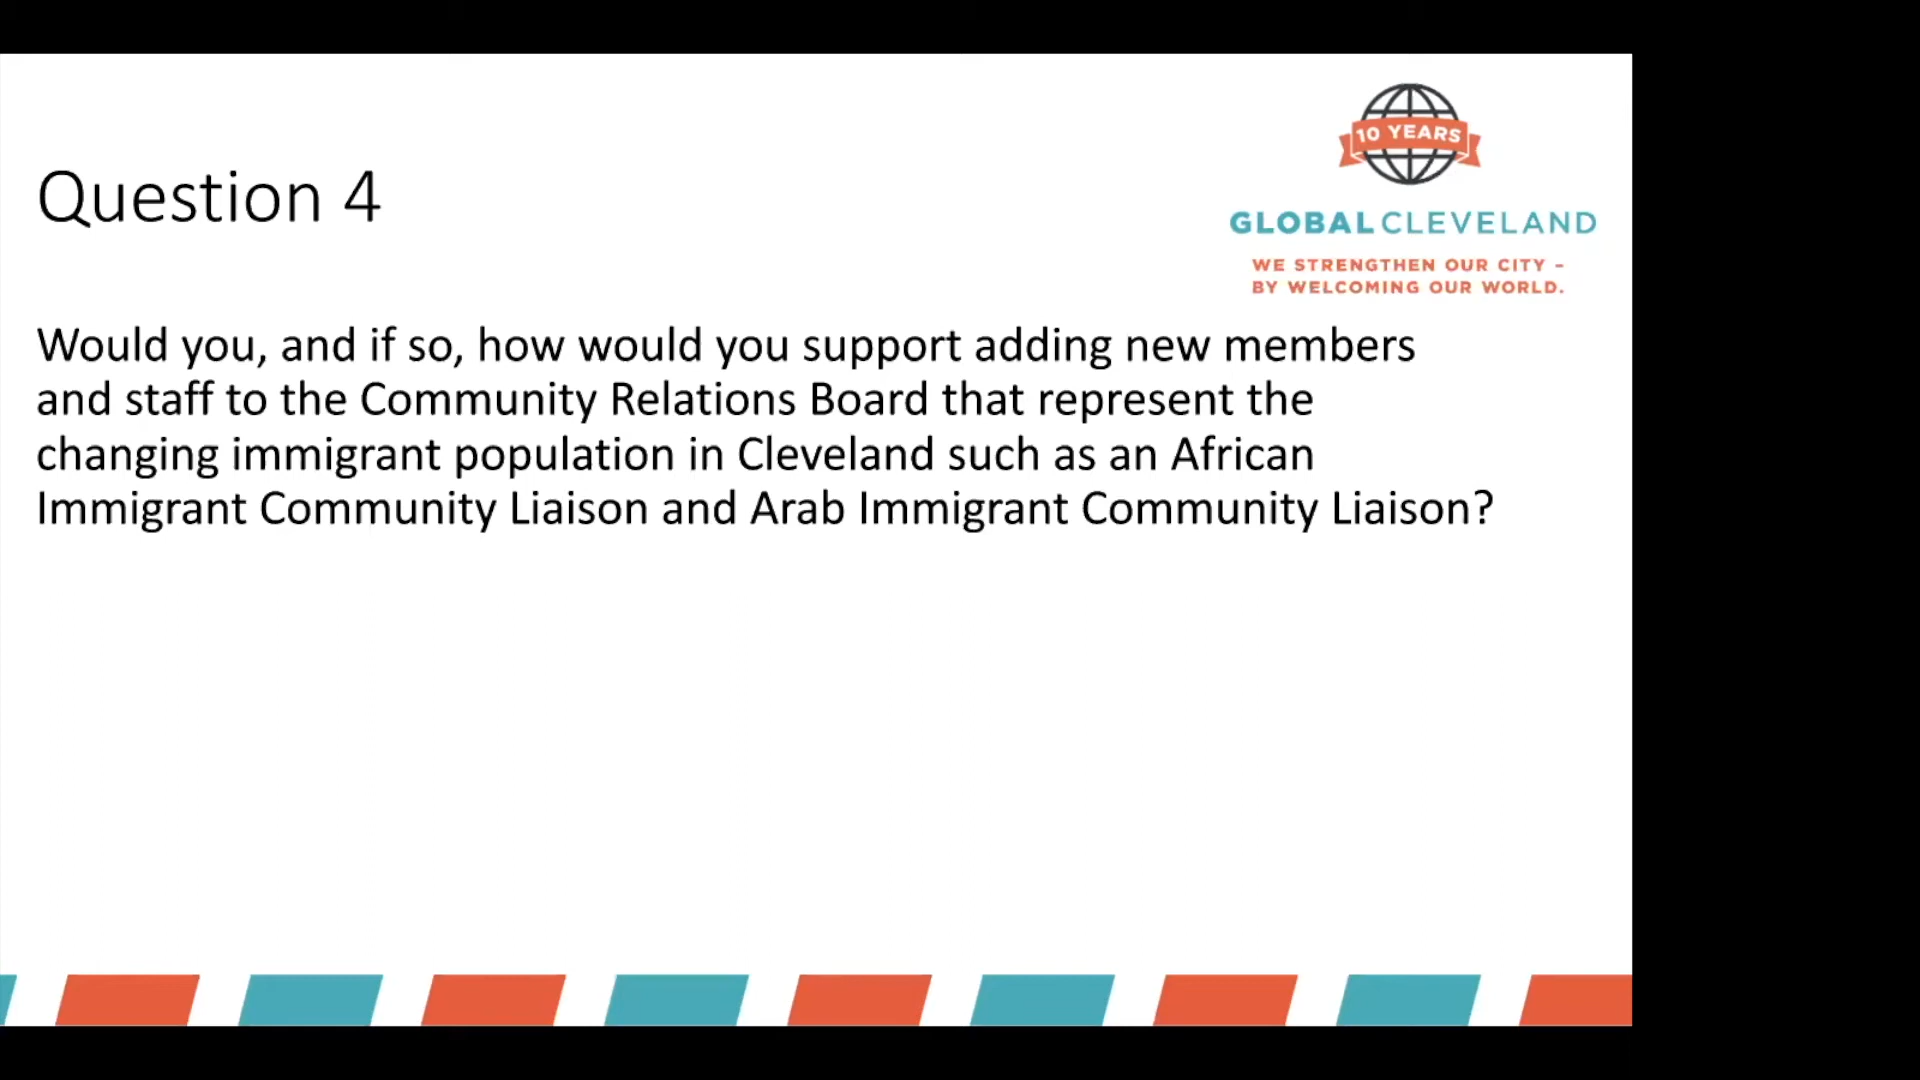 10 YEARS
GLOBAL CLEVELAND
WE STRENGTHEN OUR CITY -
BY WELCOMING OUR WORLD.
Question 4
Would you, and if so, how would you support adding new members
and staff to the Community Relations Board that represent the
changing immigrant population in Cleveland such as an African
Immigrant Community Liaison and Arab Immigrant Community Liaison?